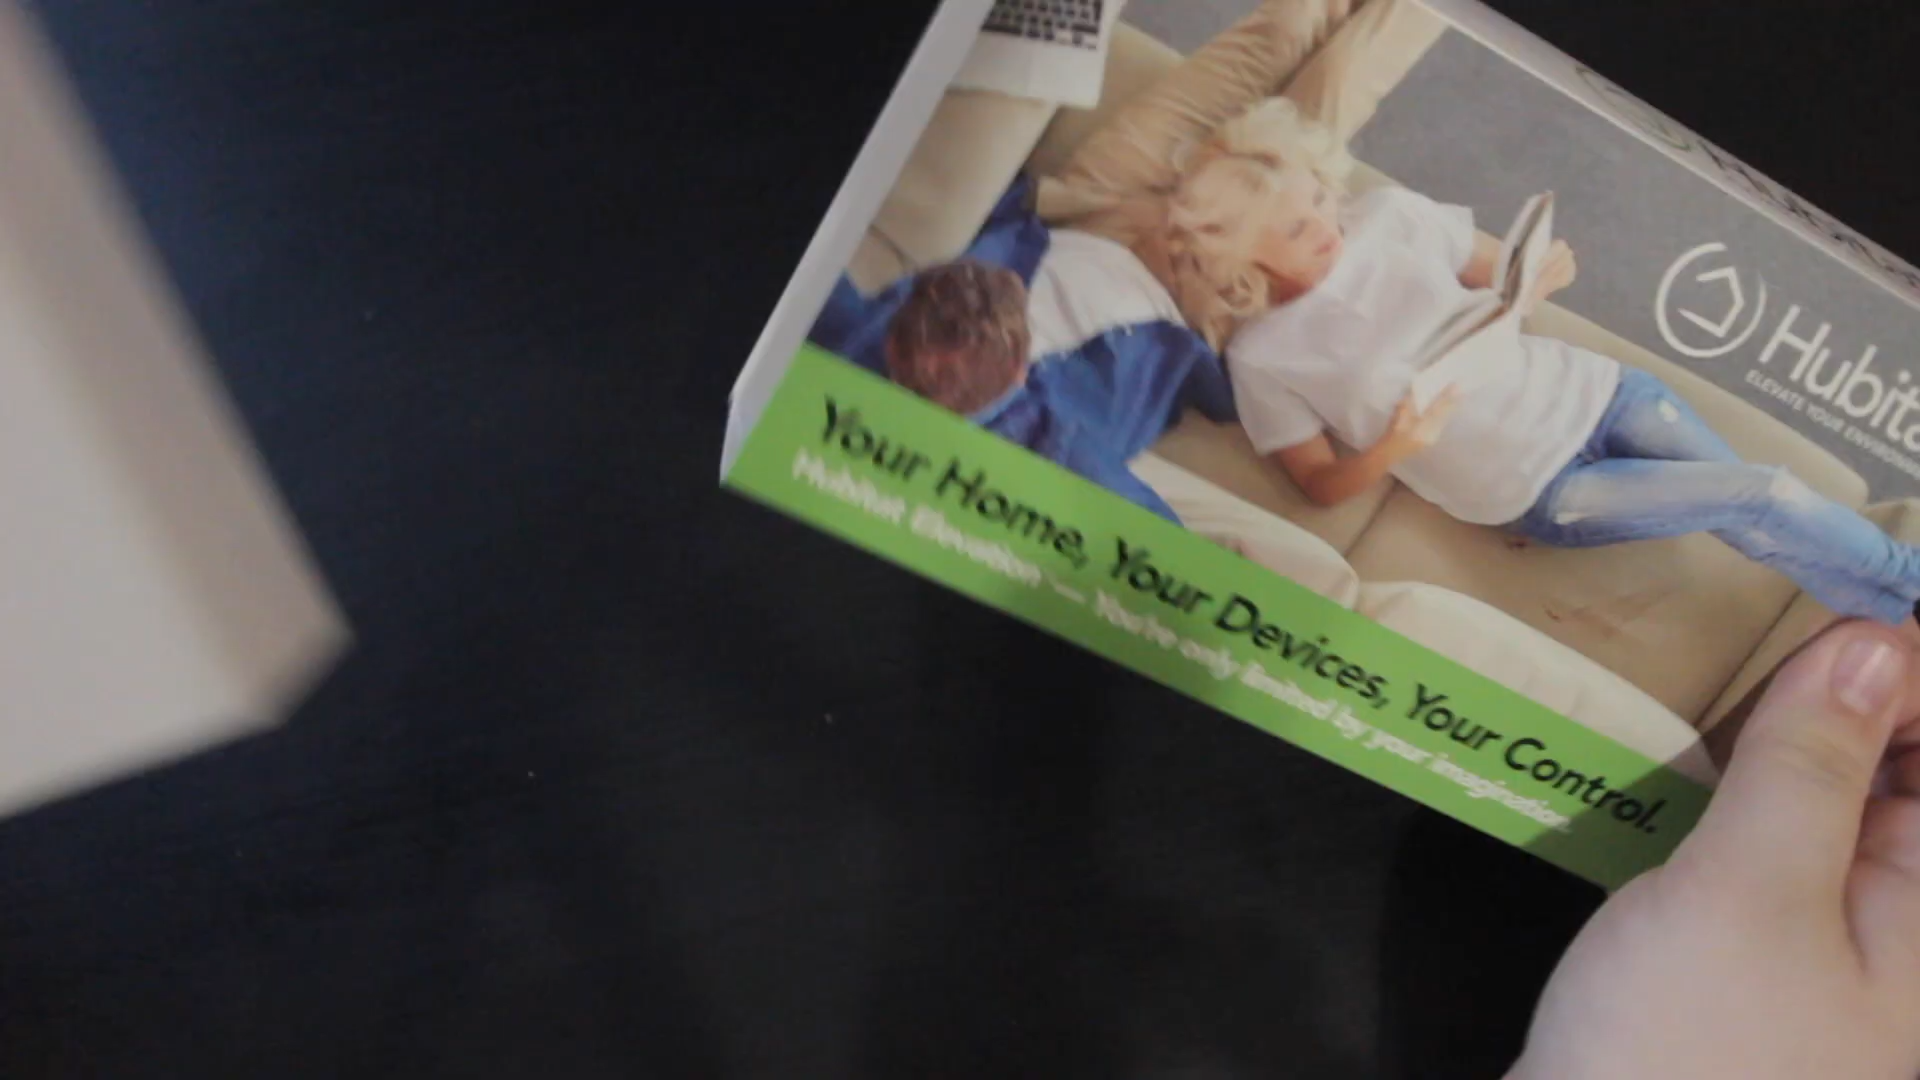 Hubita
ELEVATE YOUR ENVIRONM
Your Home, Your Devices, Your Control.
Hubitat Elevation — You're only limited by your imagination.